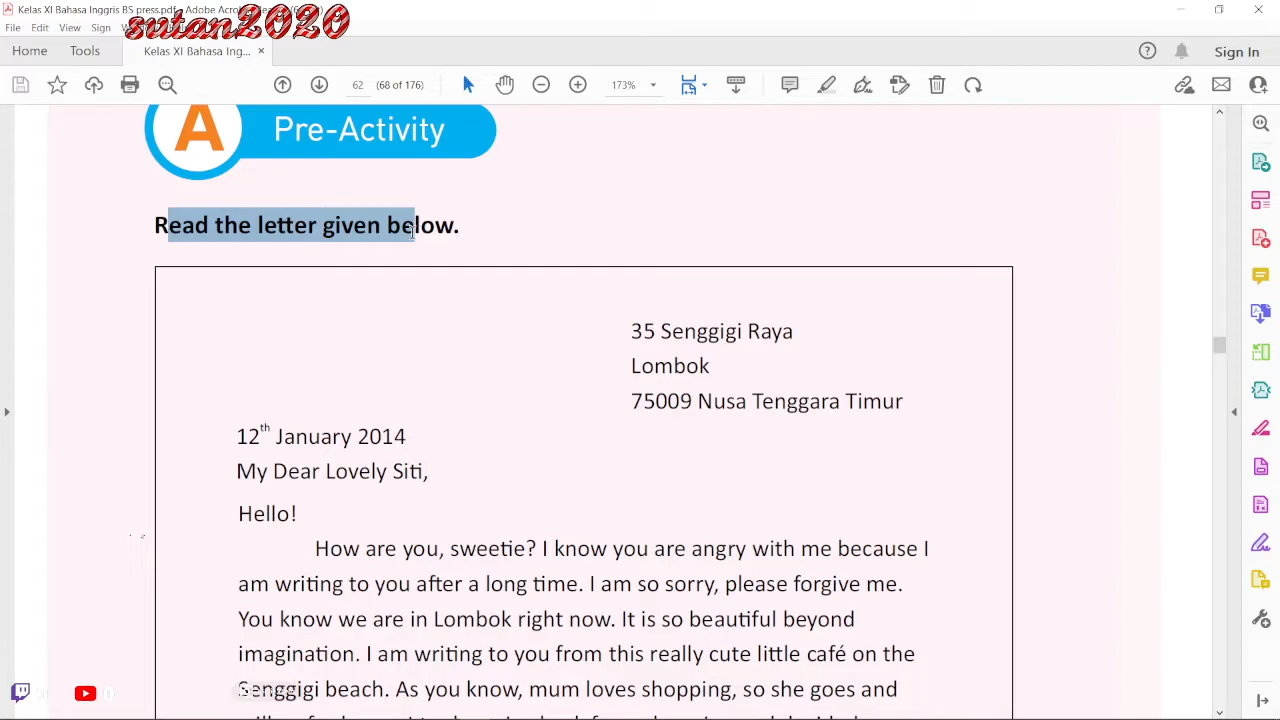 Kelas XI Bahasa Inggris BS press.pdf
sutan2020
File Edit View Sign
Home Tools Kelas XI Bahasa Ing... × Sign In
62 (68 of 176) 173%
A Pre-Activity
Read the letter given below.
35 Senggigi Raya
Lombok
75009 Nusa Tenggara Timur
12th January 2014
My Dear Lovely Siti,
Hello!
How are you, sweetie? I know you are angry with me because I
am writing to you after a long time. I am so sorry, please forgive me.
You know we are in Lombok right now. It is so beautiful beyond
imagination. I am writing to you from this really cute little café on the
Senggigi beach. As you know, mum loves shopping, so she goes and